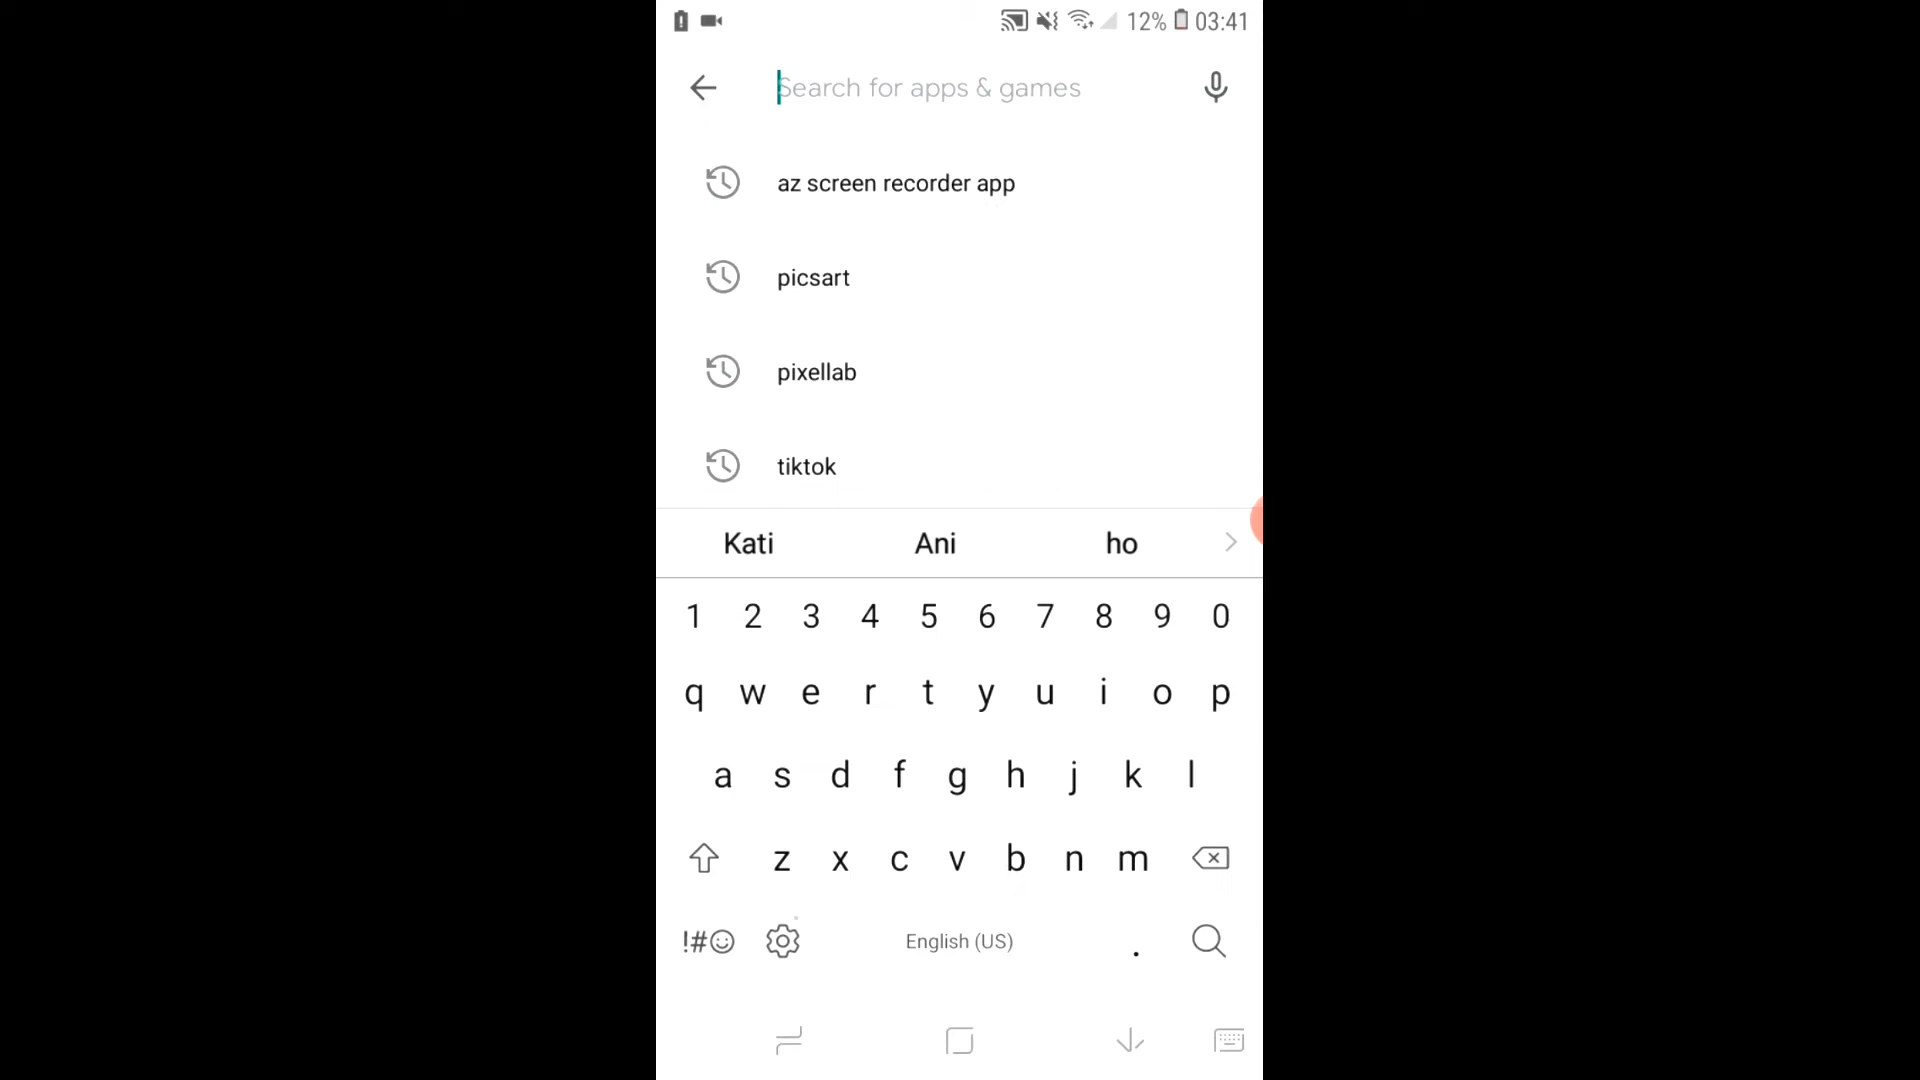 12% 03:41
Search for apps & games
az screen recorder app
picsart
pixellab
tiktok
Kati Ani ho
1 2 3 4 5 6 7 8 9 0
q w e r t y u i o p
a s d f g h j k l
z x c v b n m
!#☺ English (US) .